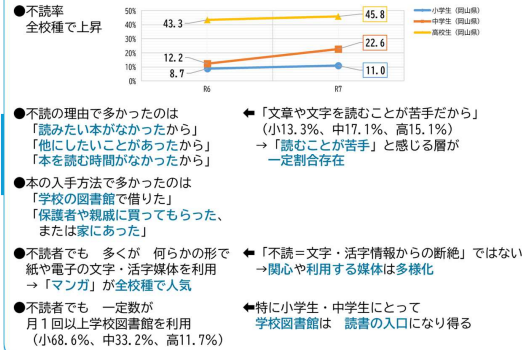 ●不読率
全校種で上昇
50%
40%
30%
20%
10%
0%
43.3
45.8
12.2
22.6
8.7
11.0
R6
R7
小学生（岡山県）
中学生（岡山県）
高校生（岡山県）
●不読の理由で多かったのは
「読みたい本がなかったから」
「他にしたいことがあったから」
「本を読む時間がなかったから」
⬅「文章や文字を読むことが苦手だから」
（小13.3%、中17.1%、高15.1%）
→「読むことが苦手」と感じる層が
一定割合存在
●本の入手方法で多かったのは
「学校の図書館で借りた」
「保護者や親戚に買ってもらった、
または家にあった」
●不読者でも　多くが　何らかの形で
紙や電子の文字・活字媒体を利用
→「マンガ」が全校種で人気
⬅「不読＝文字・活字情報からの断絶」ではない
→関心や利用する媒体は多様化
●不読者でも　一定数が
月１回以上学校図書館を利用
（小68.6%、中33.2%、高11.7%）
⬅特に小学生・中学生にとって
学校図書館は　読書の入口になり得る